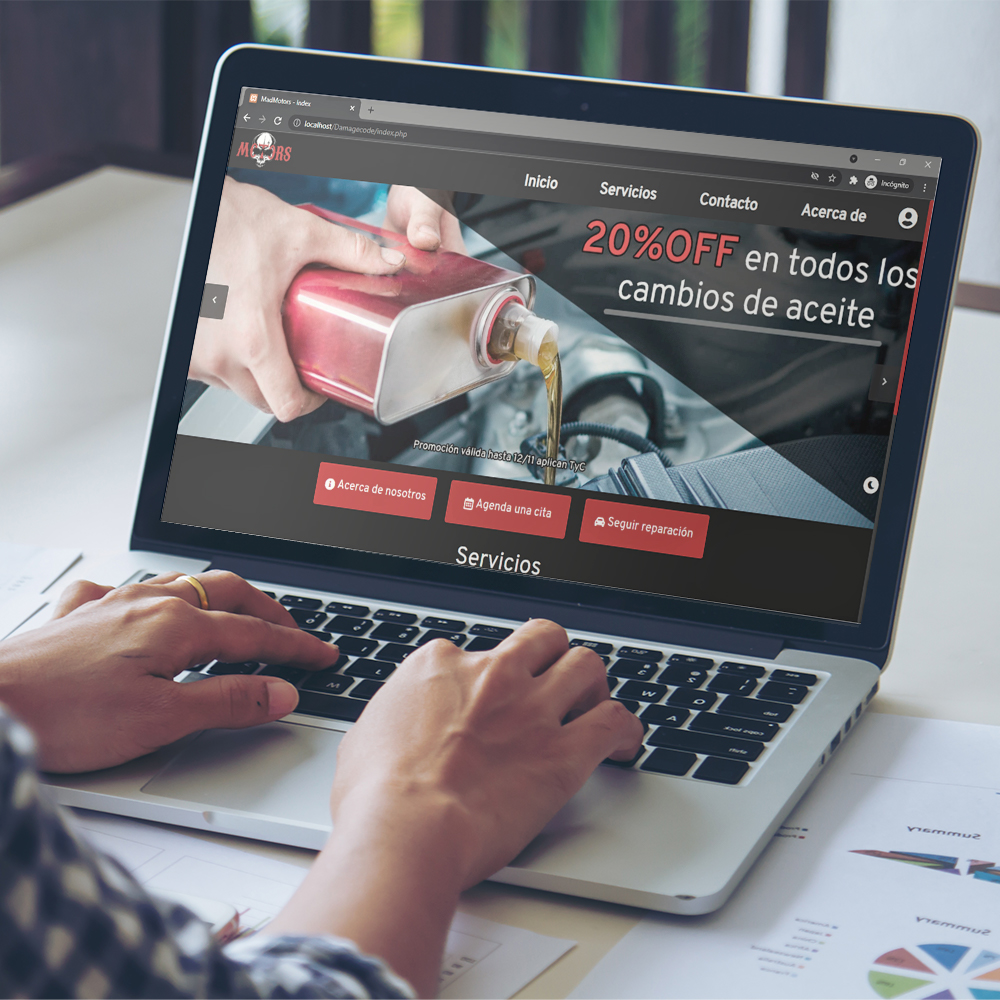 MadMotors - Index
localhost/Damagecode/index.php
Incógnito
MOTORS
Inicio
Servicios
Contacto
Acerca de
20%OFF en todos los
cambios de aceite
Promoción válida hasta 12/11 aplican TyC
Acerca de nosotros
Agenda una cita
Seguir reparación
Servicios
caps lock
Summary
Summary